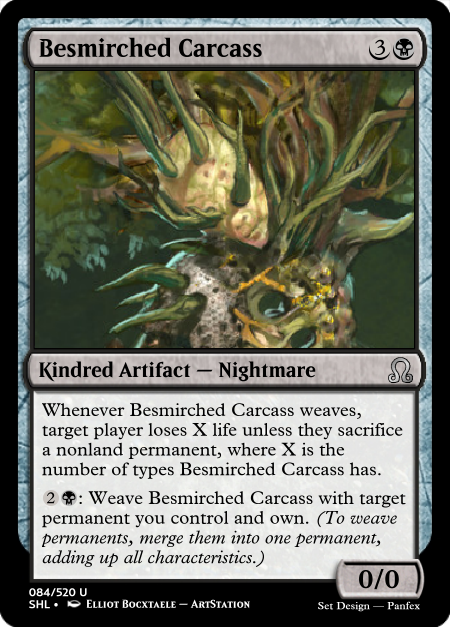 Besmirched Carcass 3
Kindred Artifact — Nightmare
Whenever Besmirched Carcass weaves,
target player loses X life unless they sacrifice
a nonland permanent, where X is the
number of types Besmirched Carcass has.
2 : Weave Besmirched Carcass with target
permanent you control and own. (To weave
permanents, merge them into one permanent,
adding up all characteristics.)
0/0
084/520 U
SHL • Elliot Bocxtaele — ArtStation
Set Design — Panfex